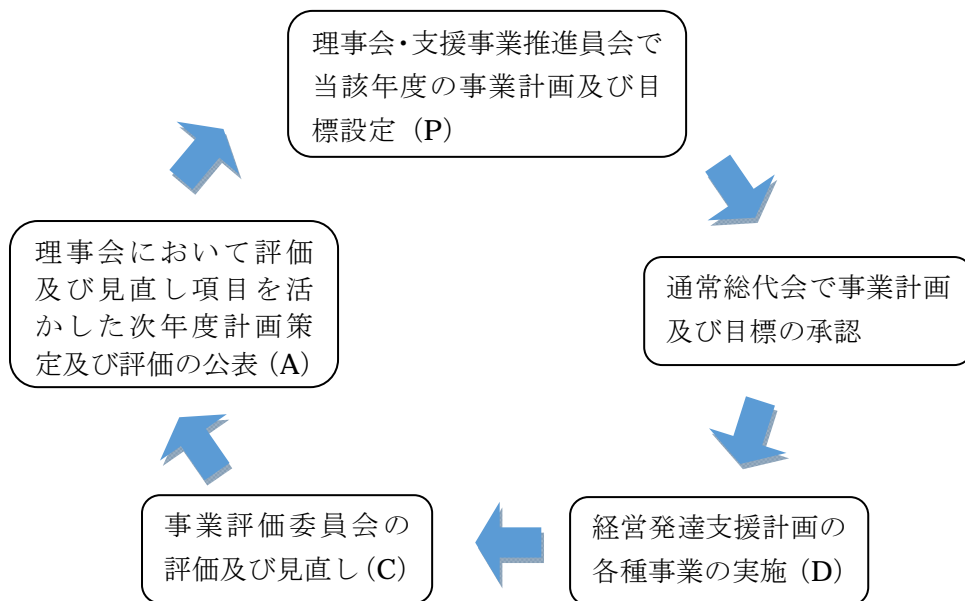 理事会・支援事業推進員会で
当該年度の事業計画及び目
標設定（P）
通常総代会で事業計画
及び目標の承認
経営発達支援計画の
各種事業の実施（D）
事業評価委員会の
評価及び見直し（C）
理事会において評価
及び見直し項目を活
かした次年度計画策
定及び評価の公表（A）